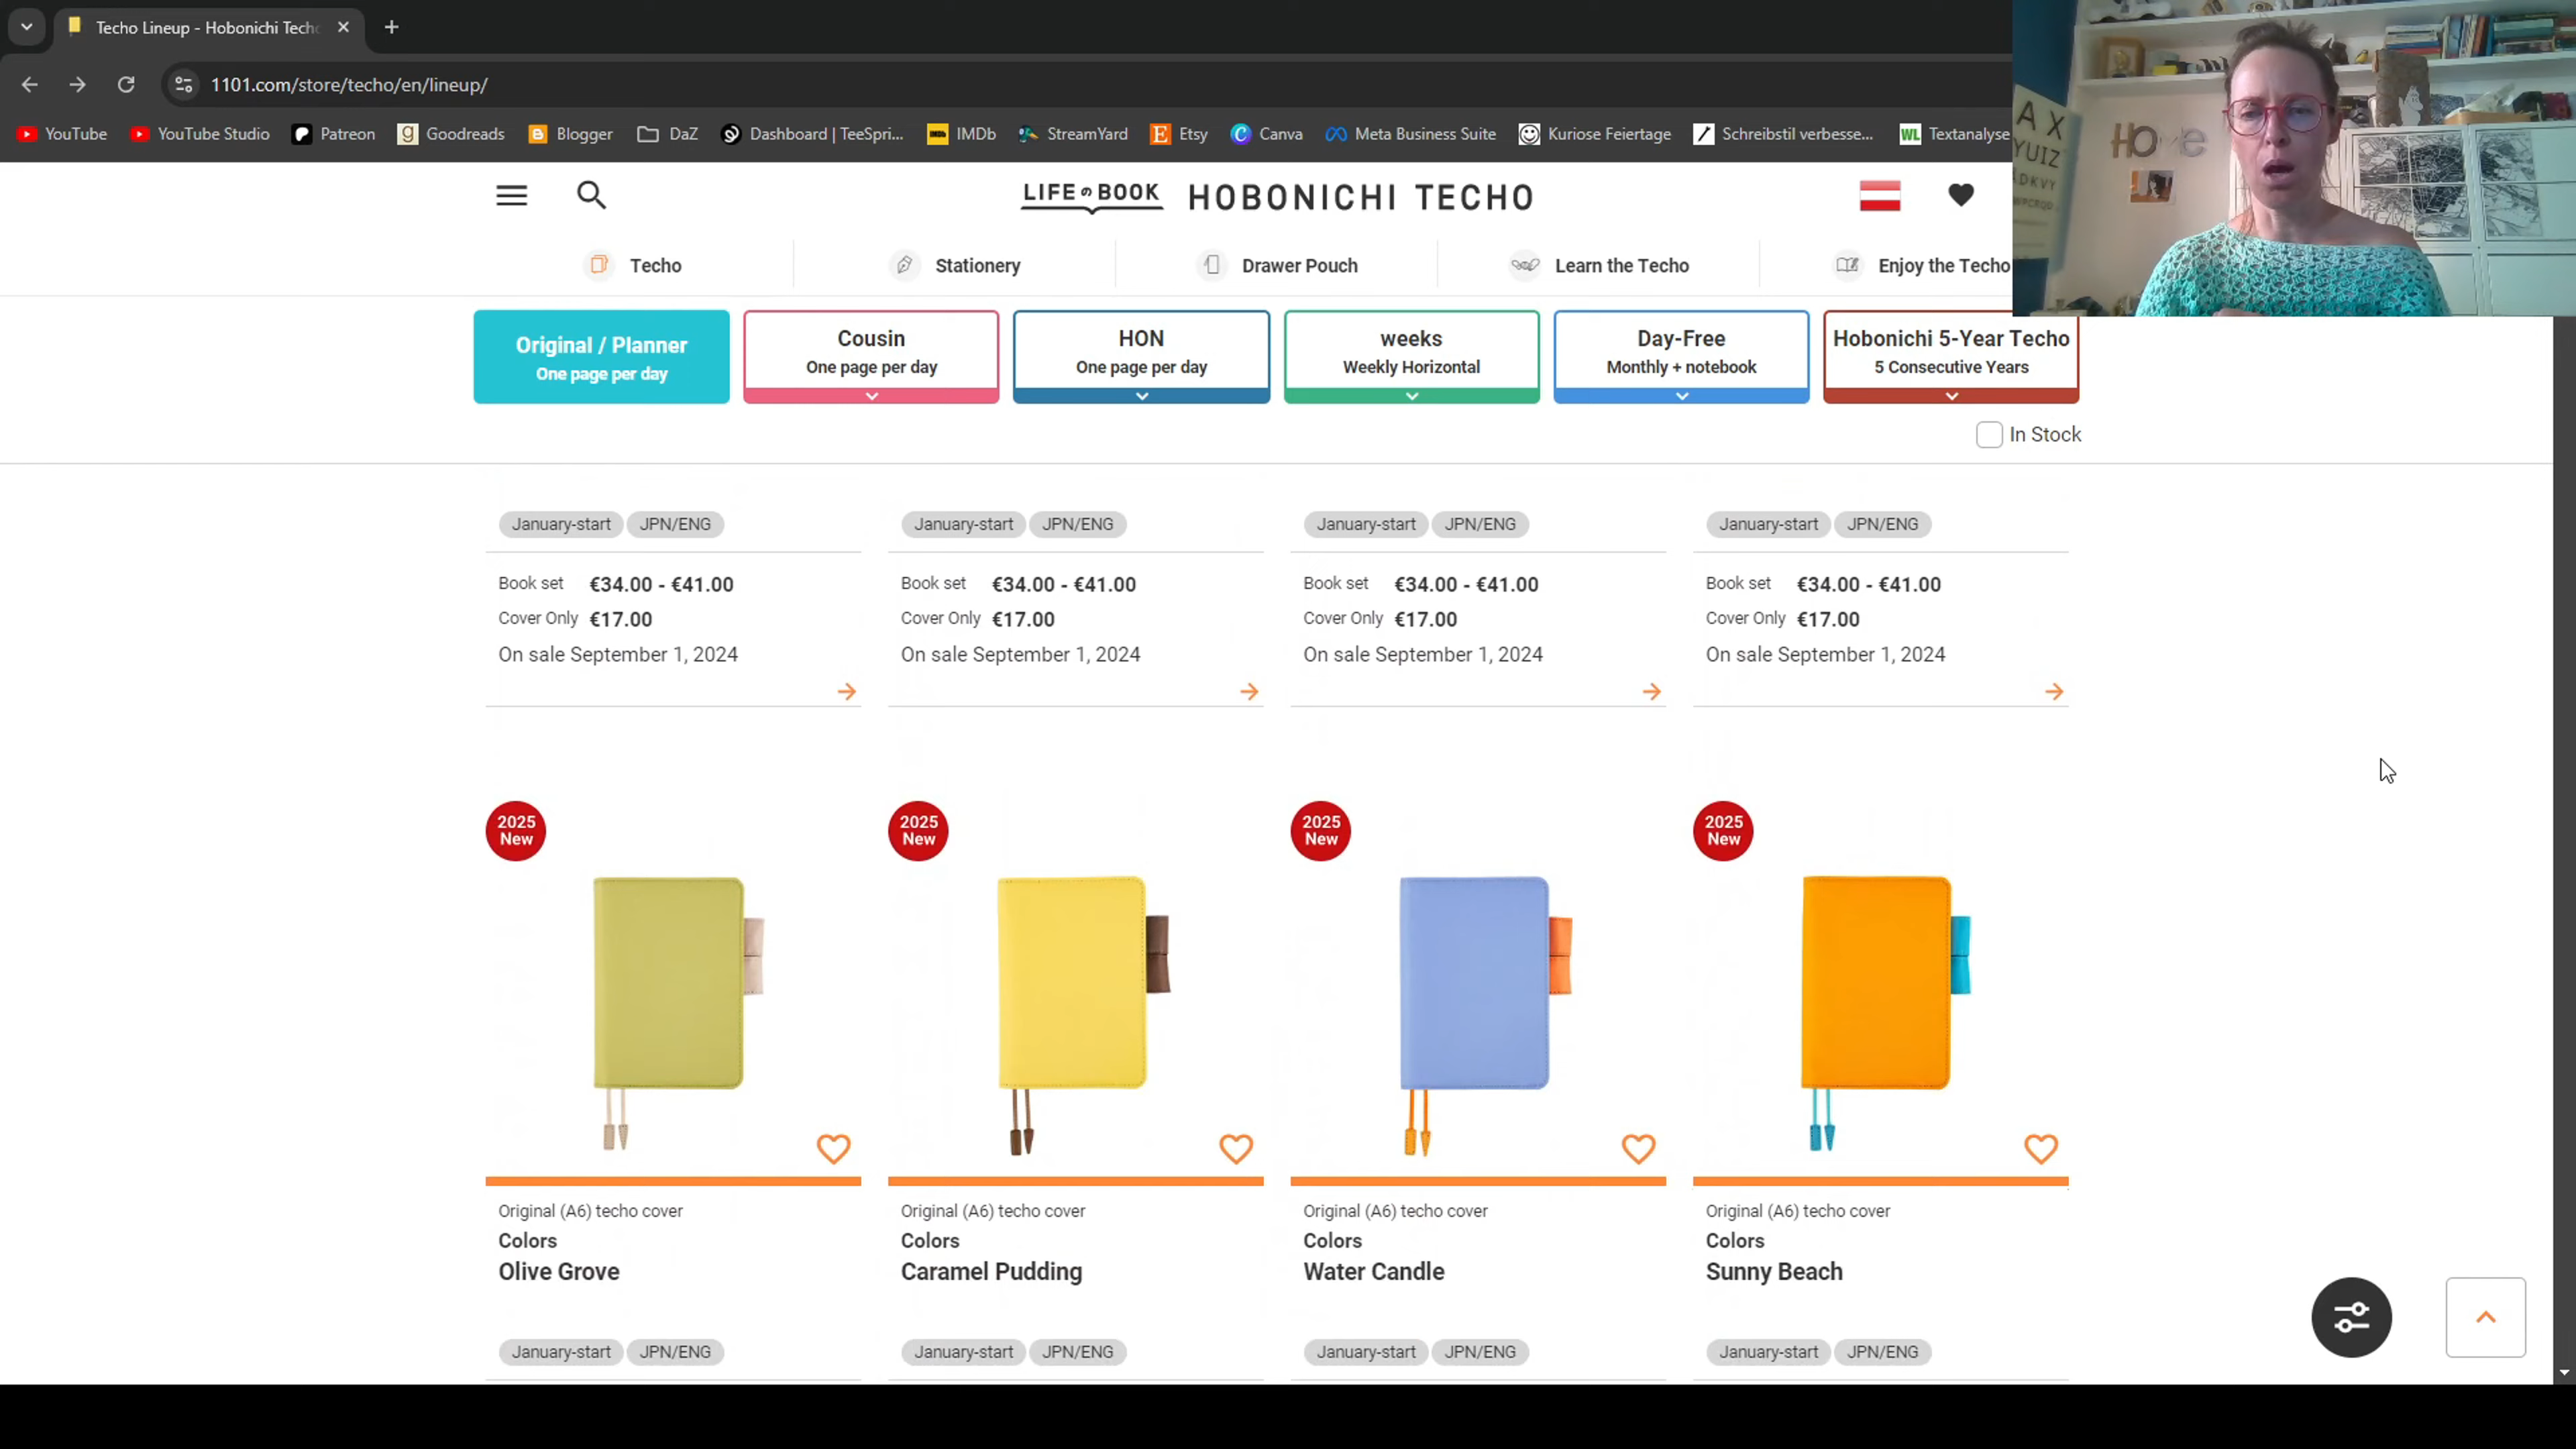 Techo Lineup - Hobonichi Techo
1101.com/store/techo/en/lineup/
YouTube YouTube Studio Patreon Goodreads Blogger DaZ Dashboard | TeeSpri... IMDb StreamYard Etsy Canva Meta Business Suite Kuriose Feiertage Schreibstil verbesse... WL Textanalyse
LIFE BOOK HOBONICHI TECHO
Techo Stationery Drawer Pouch Learn the Techo Enjoy the Techo
Original / Planner
One page per day
Cousin
One page per day
HON
One page per day
weeks
Weekly Horizontal
Day-Free
Monthly + notebook
Hobonichi 5-Year Techo
5 Consecutive Years
In Stock
January-start JPN/ENG January-start JPN/ENG January-start JPN/ENG January-start JPN/ENG
Book set €34.00 - €41.00 Book set €34.00 - €41.00 Book set €34.00 - €41.00 Book set €34.00 - €41.00
Cover Only €17.00 Cover Only €17.00 Cover Only €17.00 Cover Only €17.00
On sale September 1, 2024 On sale September 1, 2024 On sale September 1, 2024 On sale September 1, 2024
2025 2025 2025 2025
New New New New
Original (A6) techo cover Original (A6) techo cover Original (A6) techo cover Original (A6) techo cover
Colors Colors Colors Colors
Olive Grove Caramel Pudding Water Candle Sunny Beach
January-start JPN/ENG January-start JPN/ENG January-start JPN/ENG January-start JPN/ENG